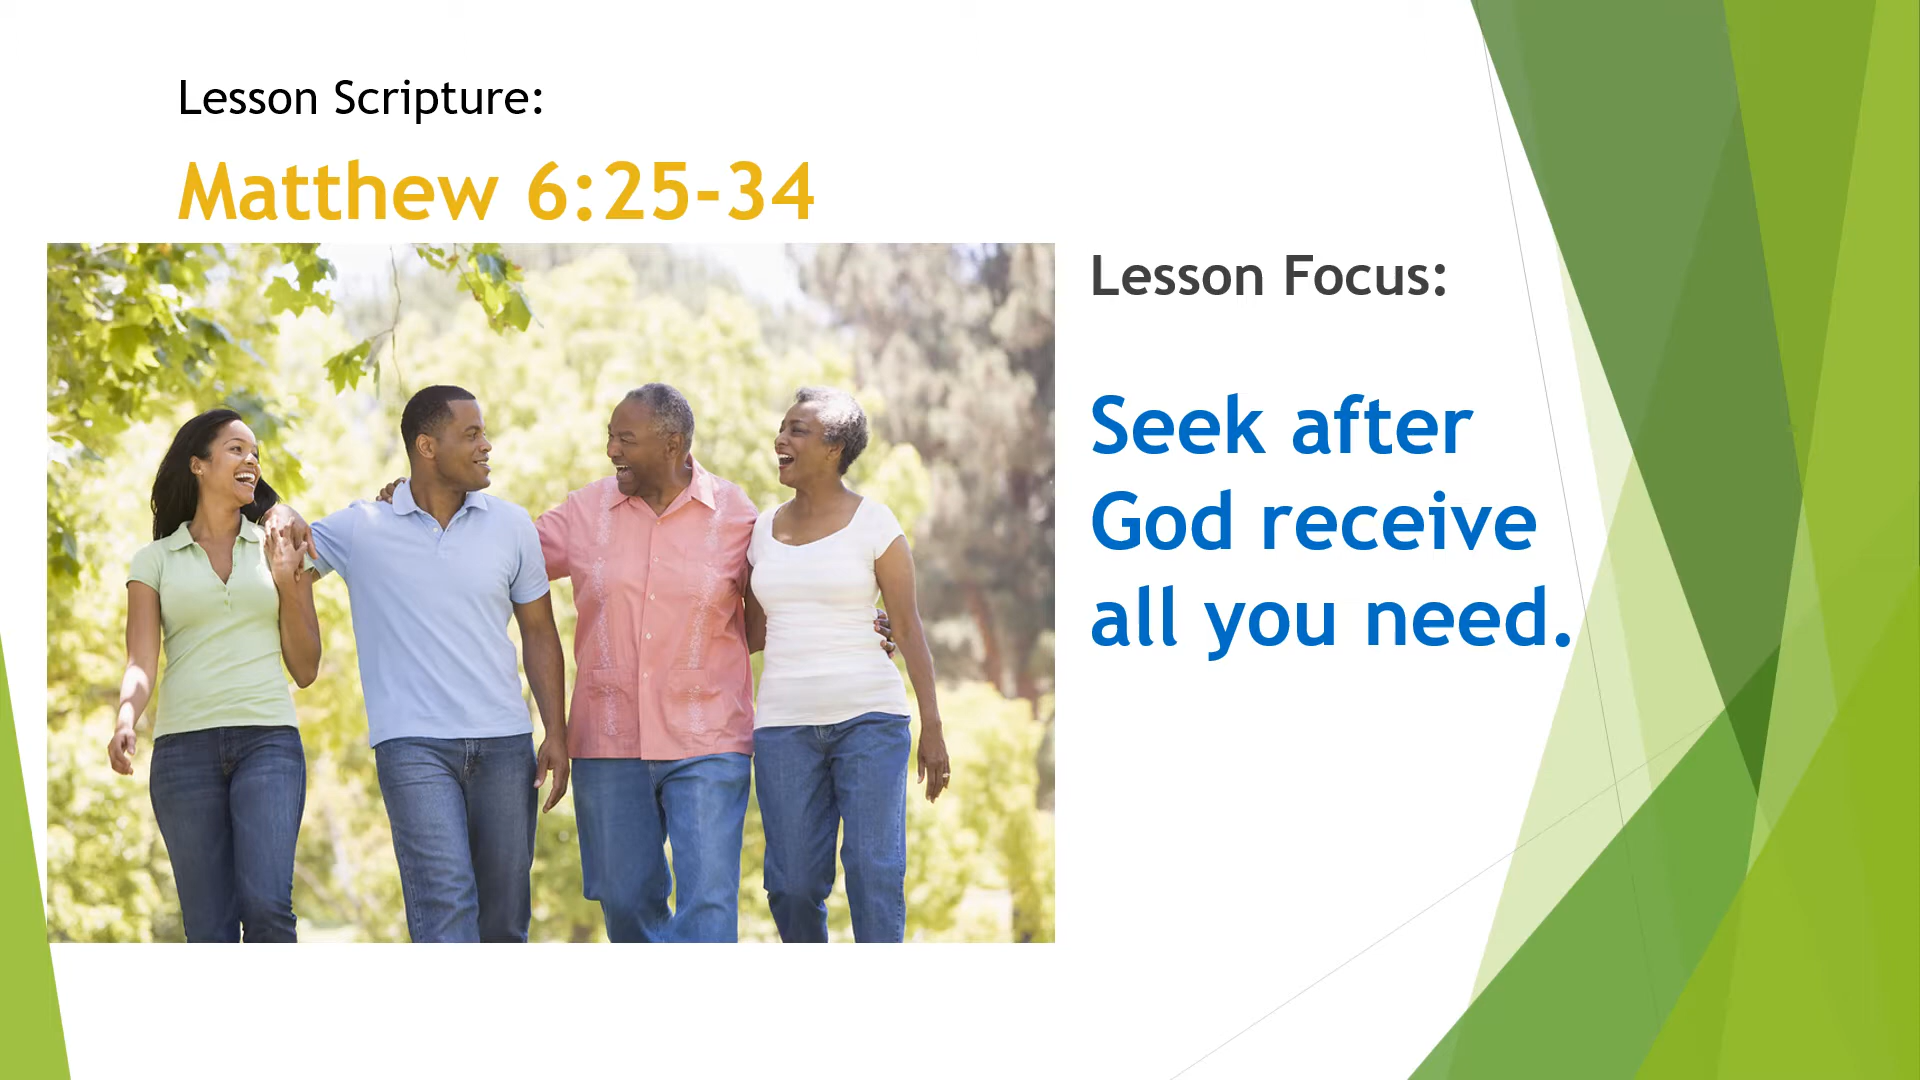 Lesson Scripture:
Matthew 6:25-34
Lesson Focus:
Seek after
God receive
all you need.